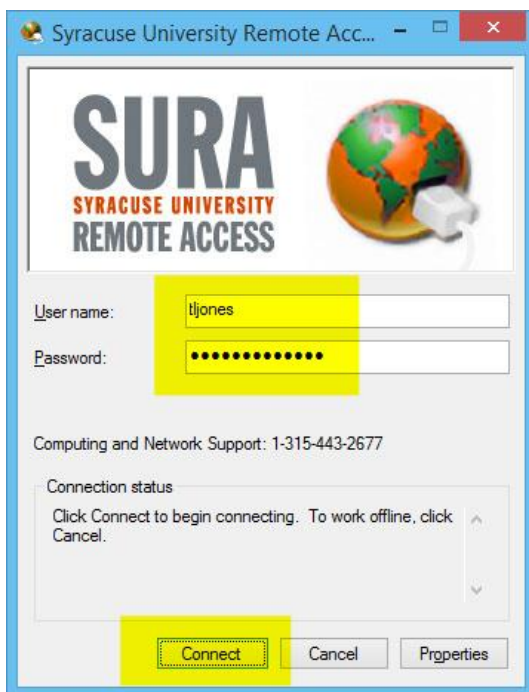 Syracuse University Remote Acc...
SURA
SYRACUSE UNIVERSITY
REMOTE ACCESS
User name: tljones
Password: •••••••••••••
Computing and Network Support: 1-315-443-2677
Connection status
Click Connect to begin connecting. To work offline, click
Cancel.
Connect Cancel Properties